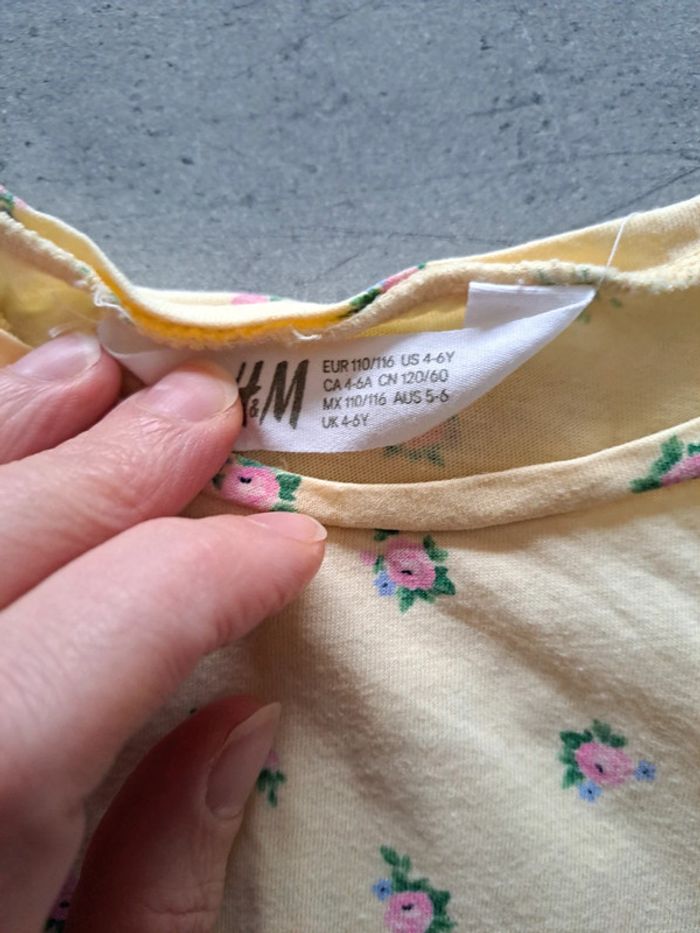 H&M
EUR 110/116 US 4-6Y
CA 4-6A CN 120/60
MX 110/116 AUS 5-6
UK 4-6Y